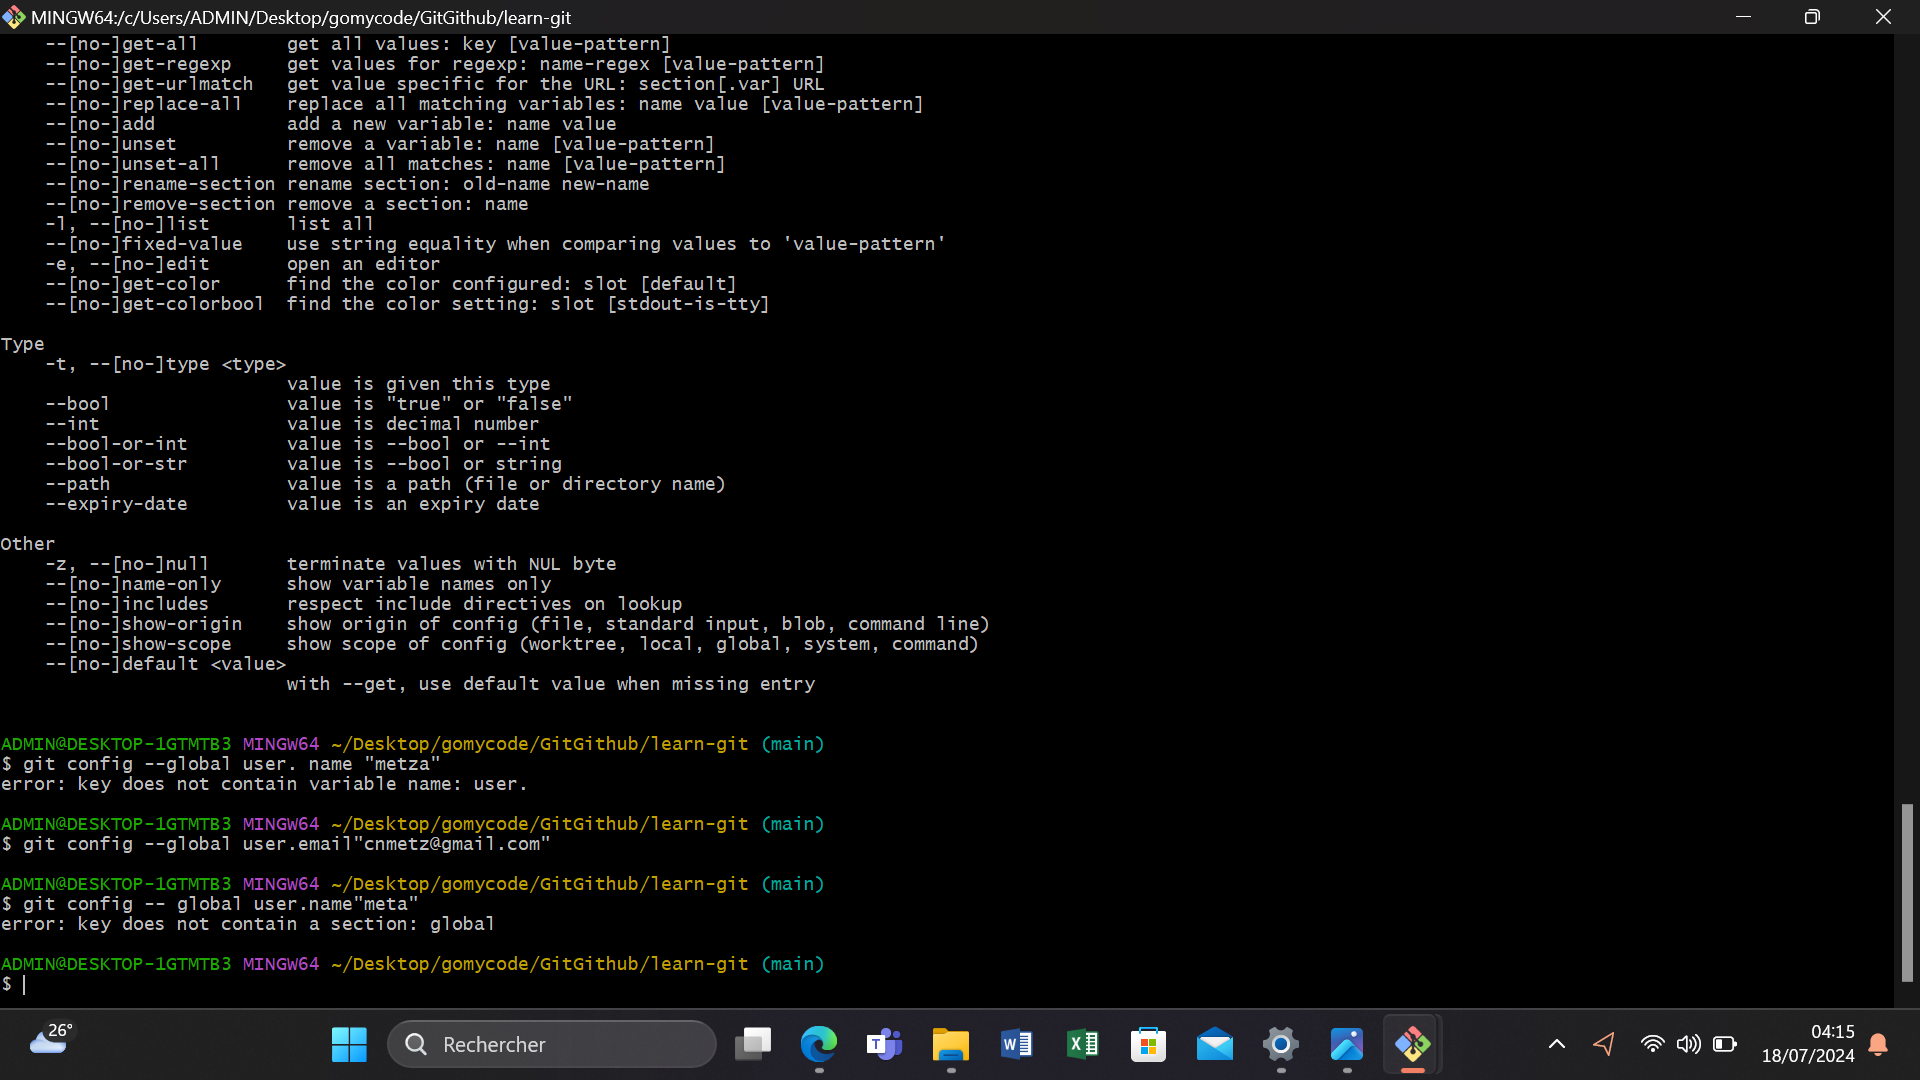 MINGW64:/c/Users/ADMIN/Desktop/gomycode/GitGithub/learn-git
--[no-]get-all        get all values: key [value-pattern]
--[no-]get-regexp     get values for regexp: name-regex [value-pattern]
--[no-]get-urlmatch   get value specific for the URL: section[.var] URL
--[no-]replace-all    replace all matching variables: name value [value-pattern]
--[no-]add            add a new variable: name value
--[no-]unset          remove a variable: name [value-pattern]
--[no-]unset-all      remove all matches: name [value-pattern]
--[no-]rename-section rename section: old-name new-name
--[no-]remove-section remove a section: name
-l, --[no-]list       list all
--[no-]fixed-value    use string equality when comparing values to 'value-pattern'
-e, --[no-]edit       open an editor
--[no-]get-color      find the color configured: slot [default]
--[no-]get-colorbool  find the color setting: slot [stdout-is-tty]
Type
-t, --[no-]type <type>
value is given this type
--bool                value is "true" or "false"
--int                 value is decimal number
--bool-or-int         value is --bool or --int
--bool-or-str         value is --bool or string
--path                value is a path (file or directory name)
--expiry-date         value is an expiry date
Other
-z, --[no-]null       terminate values with NUL byte
--[no-]name-only      show variable names only
--[no-]includes       respect include directives on lookup
--[no-]show-origin    show origin of config (file, standard input, blob, command line)
--[no-]show-scope     show scope of config (worktree, local, global, system, command)
--[no-]default <value>
with --get, use default value when missing entry
ADMIN@DESKTOP-1GTMTB3 MINGW64 ~/Desktop/gomycode/GitGithub/learn-git (main)
$ git config --global user. name "metza"
error: key does not contain variable name: user.
ADMIN@DESKTOP-1GTMTB3 MINGW64 ~/Desktop/gomycode/GitGithub/learn-git (main)
$ git config --global user.email"cnmetz@gmail.com"
ADMIN@DESKTOP-1GTMTB3 MINGW64 ~/Desktop/gomycode/GitGithub/learn-git (main)
$ git config -- global user.name"meta"
error: key does not contain a section: global
ADMIN@DESKTOP-1GTMTB3 MINGW64 ~/Desktop/gomycode/GitGithub/learn-git (main)
$
26°
Rechercher
04:15
18/07/2024